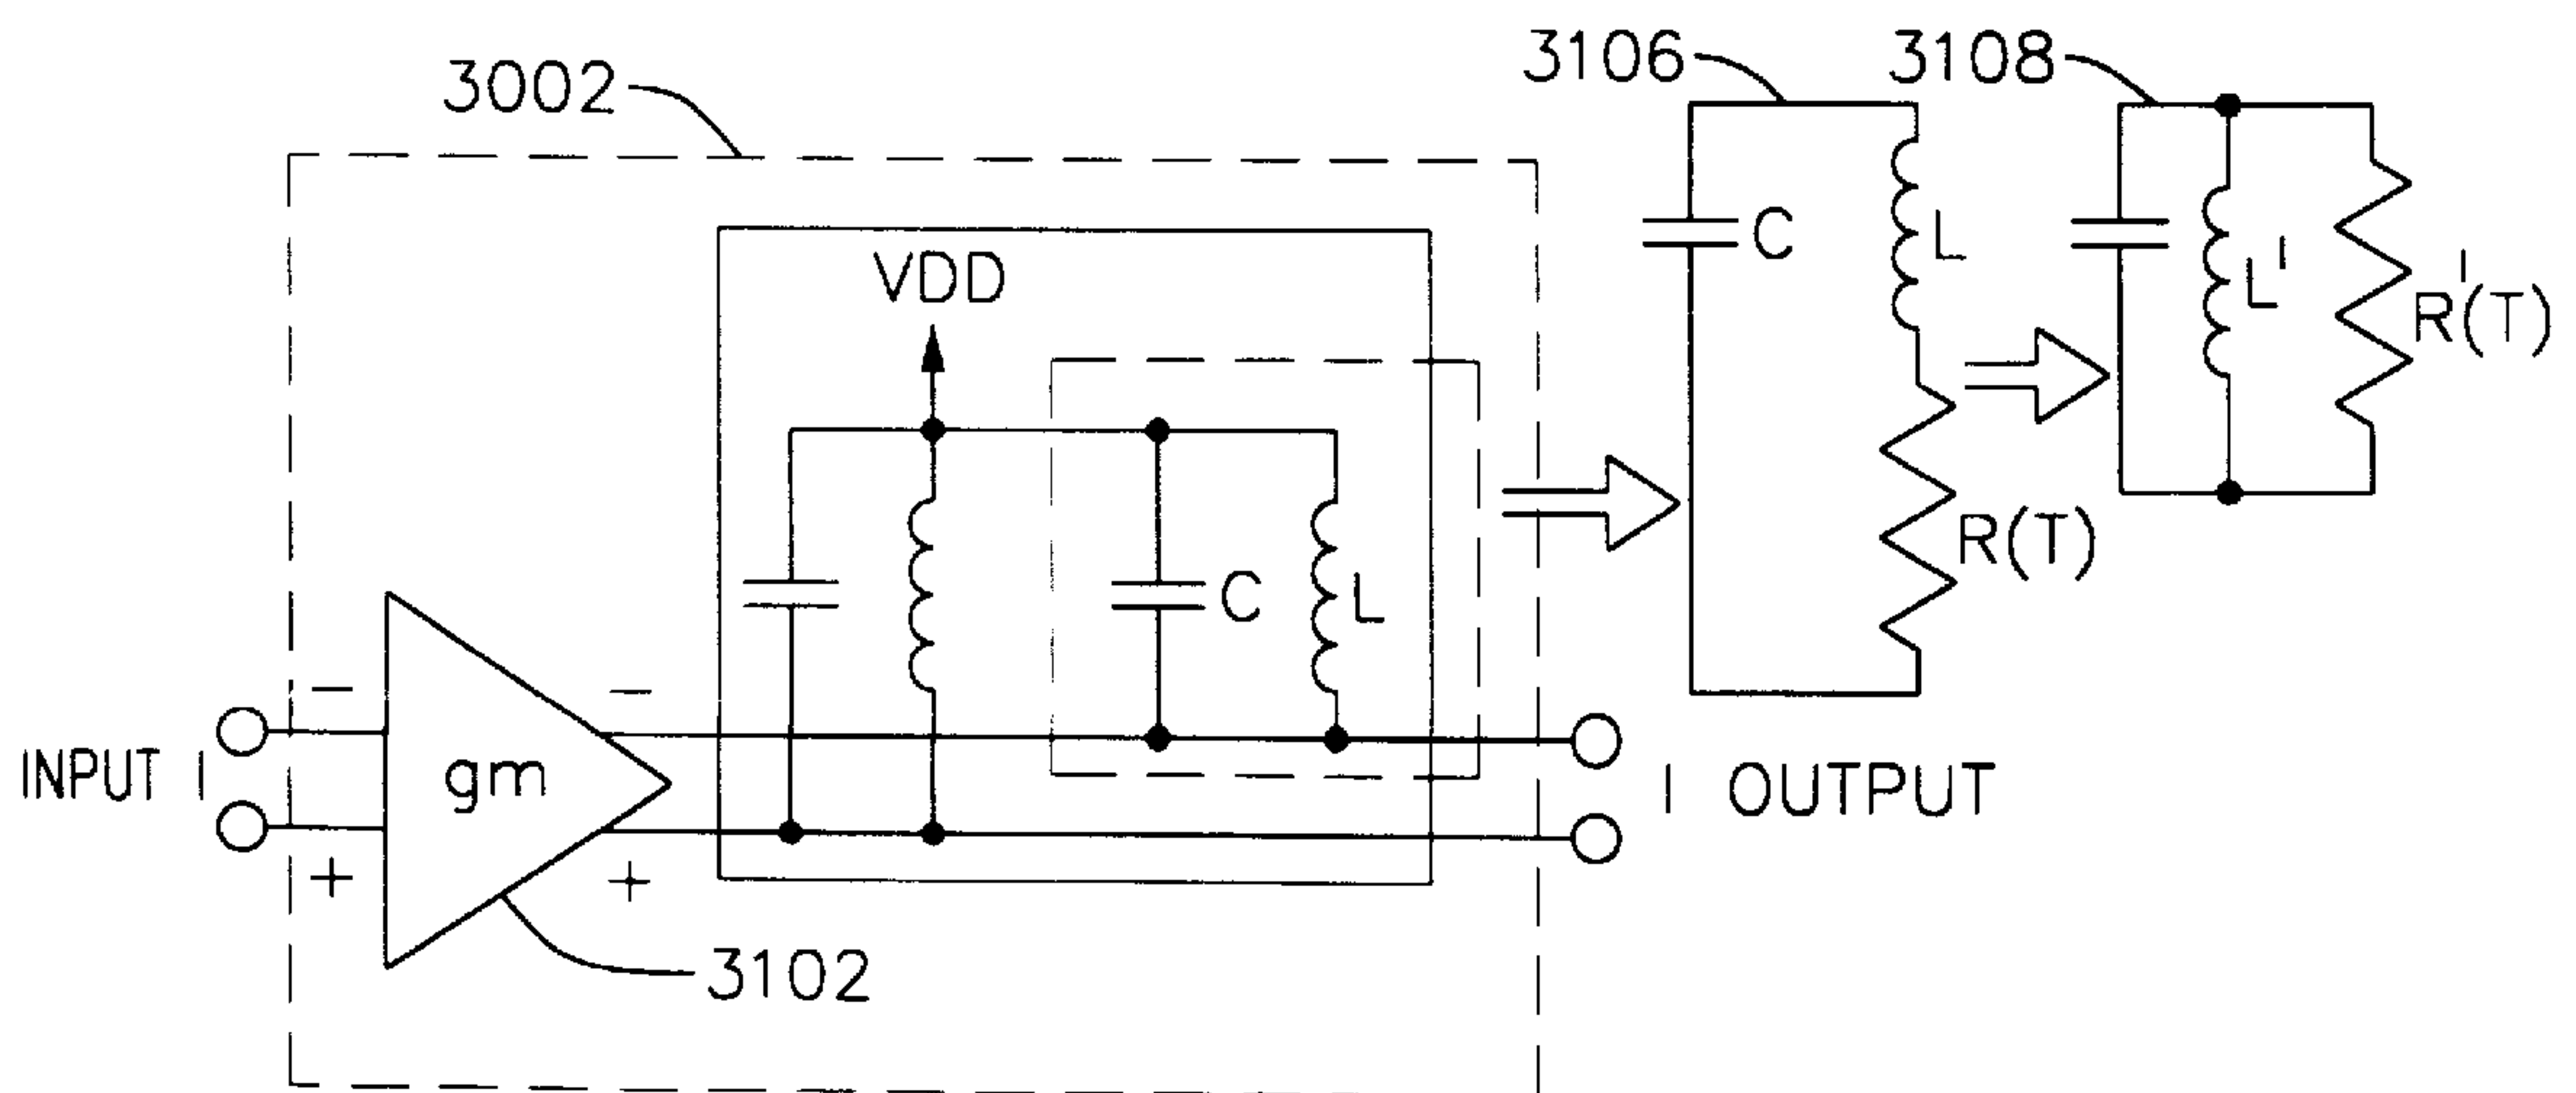 3002
3106
3108
VDD
C
L
C
L
R(T)
L'
R'(T)
−
−
INPUT I
gm
I OUTPUT
+
+
3102